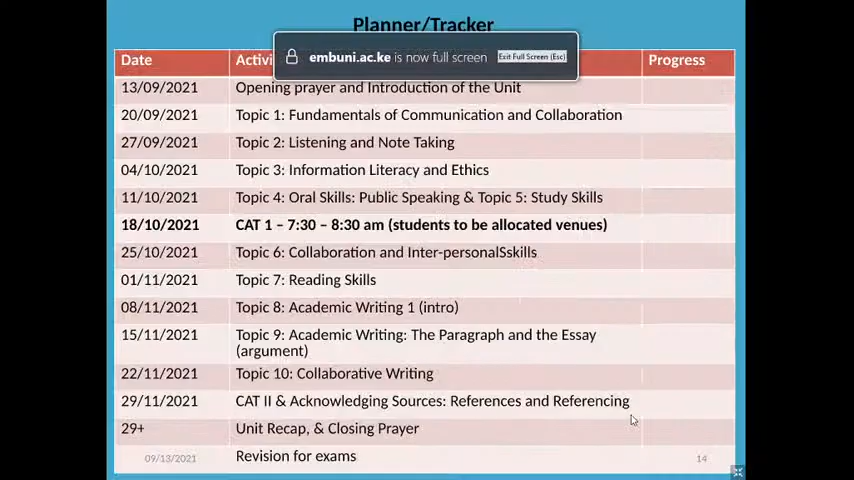 Planner/Tracker
embuni.ac.ke is now full screen Exit Full Screen (Esc)
Date Activi Progress
13/09/2021 Opening prayer and Introduction of the Unit
20/09/2021 Topic 1: Fundamentals of Communication and Collaboration
27/09/2021 Topic 2: Listening and Note Taking
04/10/2021 Topic 3: Information Literacy and Ethics
11/10/2021 Topic 4: Oral Skills: Public Speaking & Topic 5: Study Skills
18/10/2021 CAT 1 – 7:30 – 8:30 am (students to be allocated venues)
25/10/2021 Topic 6: Collaboration and Inter-personalSskills
01/11/2021 Topic 7: Reading Skills
08/11/2021 Topic 8: Academic Writing 1 (intro)
15/11/2021 Topic 9: Academic Writing: The Paragraph and the Essay
(argument)
22/11/2021 Topic 10: Collaborative Writing
29/11/2021 CAT II & Acknowledging Sources: References and Referencing
29+ Unit Recap, & Closing Prayer
09/13/2021 Revision for exams 14